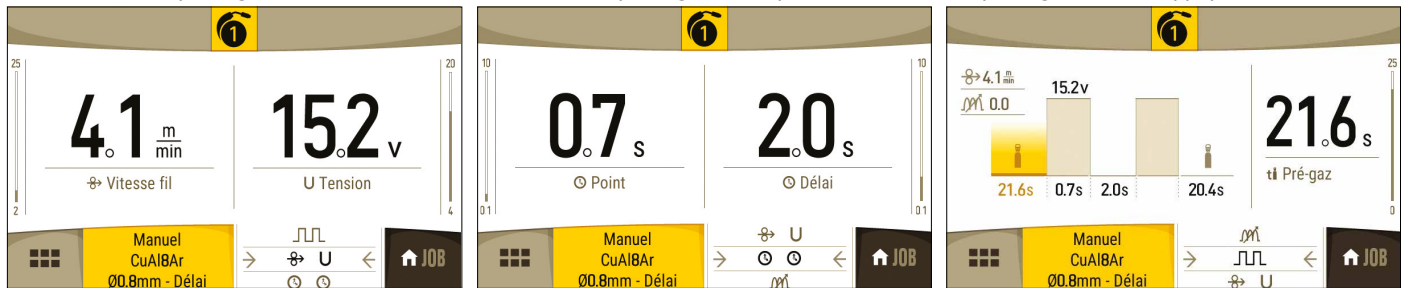 1
25
20
4.1 m/min
15.2 V
Vitesse fil
U Tension
2
4
Manuel
CuAl8Ar
Ø0.8mm - Délai
U
JOB
1
10
10
0.7 s
2.0 s
Point
Délai
0.1
0.1
U
Manuel
CuAl8Ar
Ø0.8mm - Délai
JOB
1
25
4.1 m/min
0.0
15.2v
21.6 s
21.6s
0.7s
2.0s
20.4s
Pré-gaz
0
Manuel
CuAl8Ar
Ø0.8mm - Délai
U
JOB